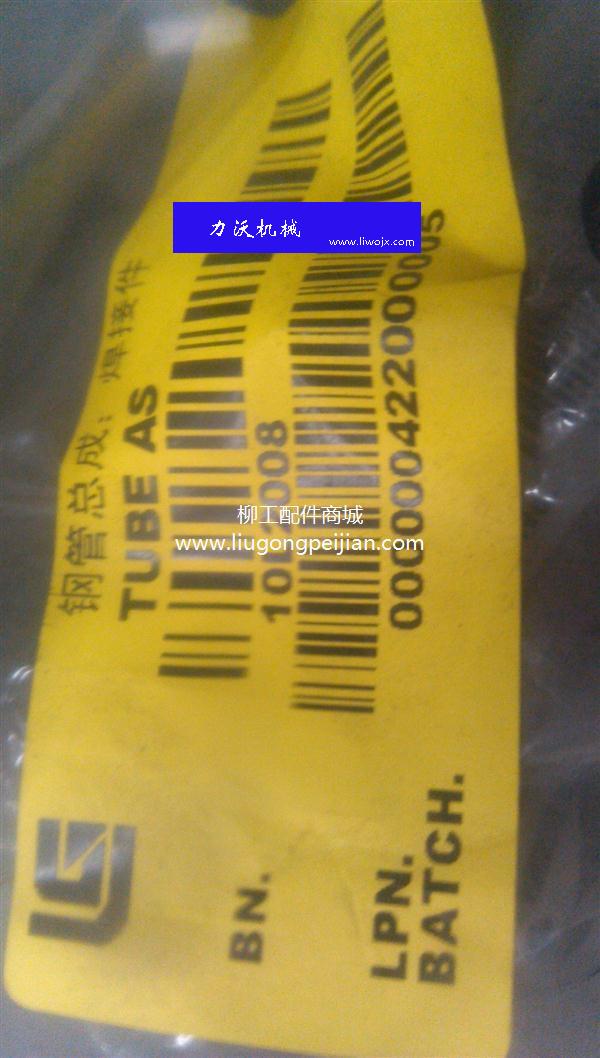 钢管总成；焊接件
TUBE AS
BN.
LPN.
BATCH.
力沃机械
www.liwojx.com
柳工配件商城
www.liugongpeijian.com